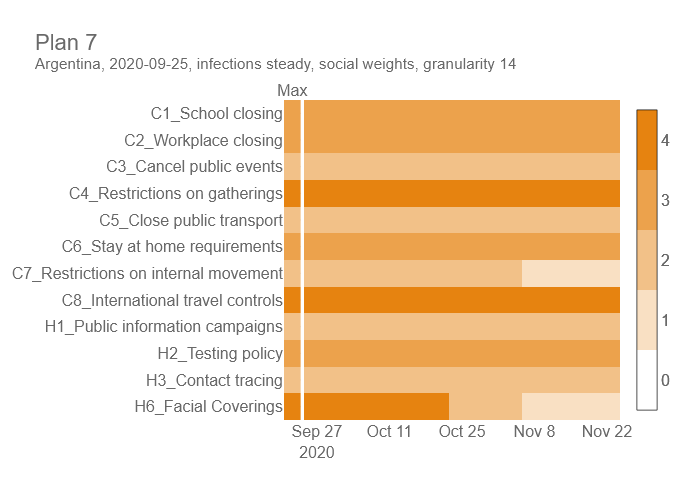 Plan 7
Argentina, 2020-09-25, infections steady, social weights, granularity 14
Max
C1_School closing
C2_Workplace closing
C3_Cancel public events
C4_Restrictions on gatherings
C5_Close public transport
C6_Stay at home requirements
C7_Restrictions on internal movement
C8_International travel controls
H1_Public information campaigns
H2_Testing policy
H3_Contact tracing
H6_Facial Coverings
4
3
2
1
0
Sep 27 Oct 11 Oct 25 Nov 8 Nov 22
2020